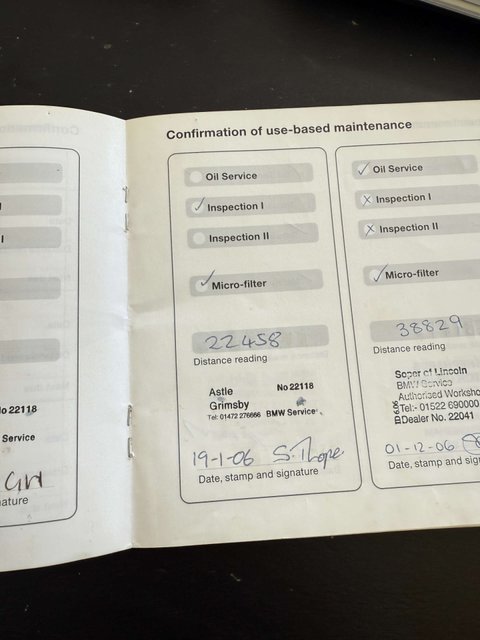 Confirmation of use-based maintenance
No 22118
Service
Oil Service
✓ Inspection I
Inspection II
✓ Micro-filter
22458
Distance reading
Astle No 22118
Grimsby
Tel: 01472 276666 BMW Service
19-1-06 S. Thope
Date, stamp and signature
✓ Oil Service
X Inspection I
X Inspection II
✓ Micro-filter
38829
Distance reading
Soper of Lincoln
BMW Service
Authorised Worksho
Tel:- 01522 690000
Dealer No. 22041
01-12-06
Date, stamp and sign